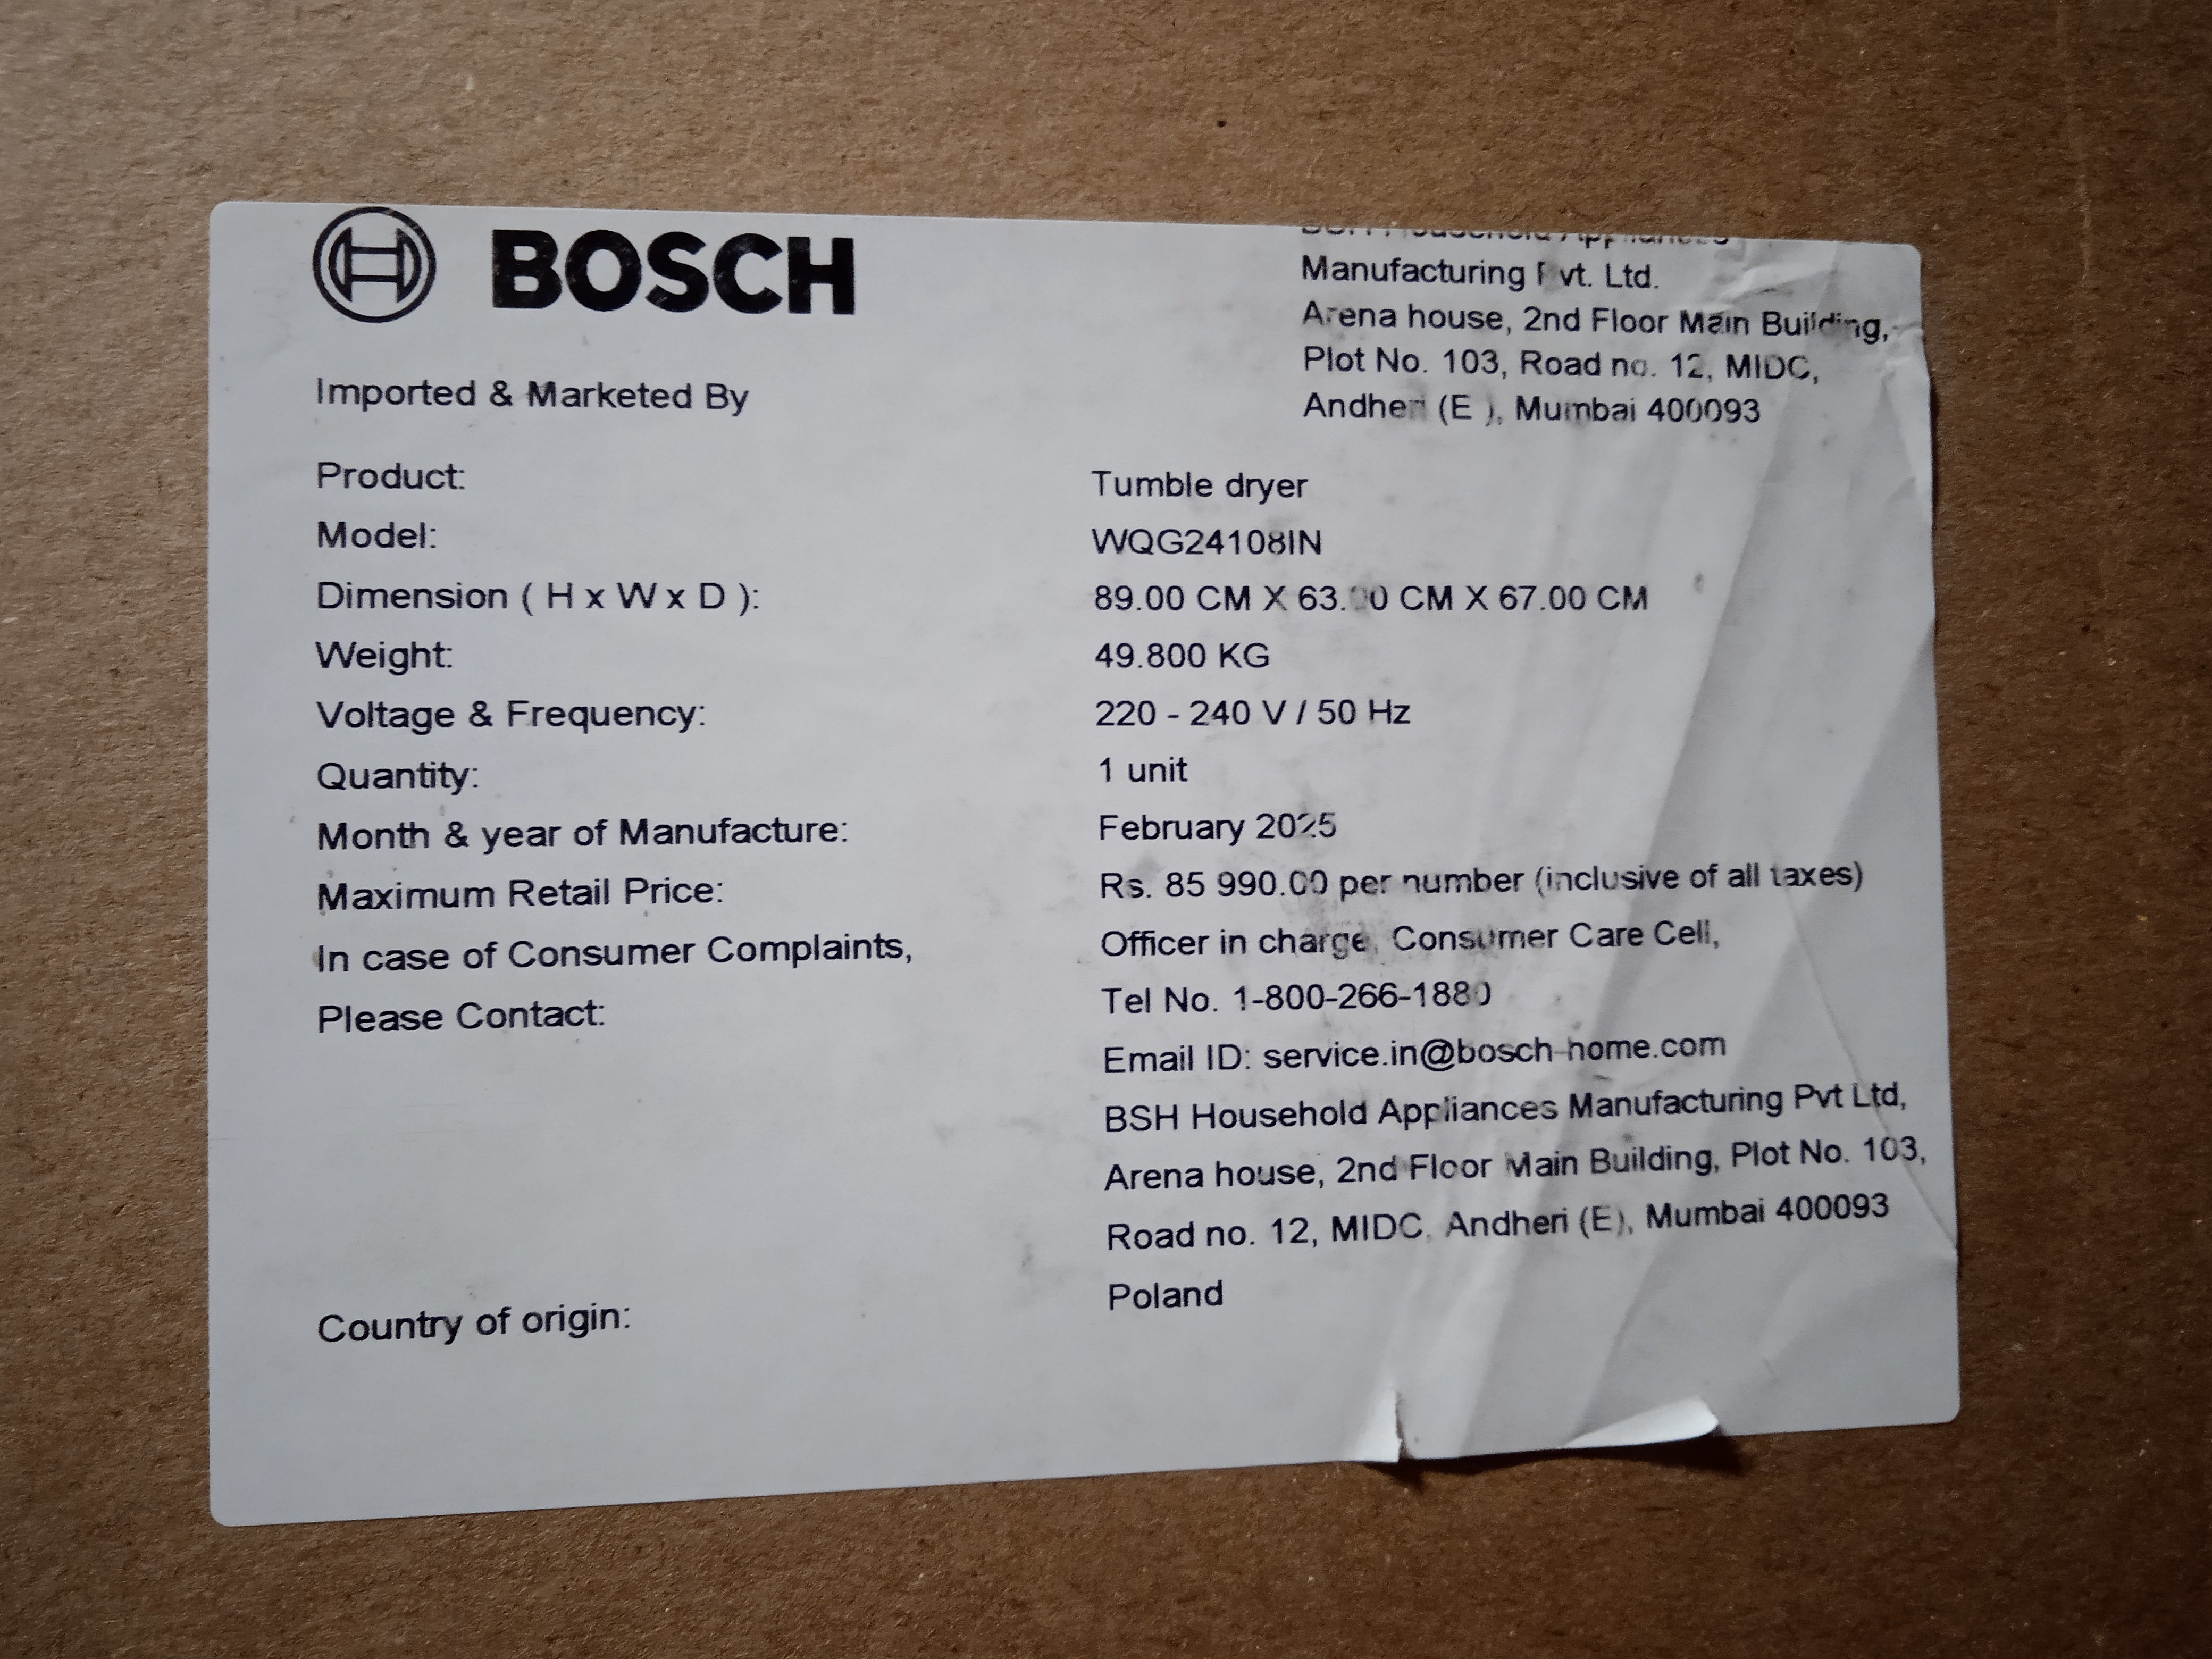 BOSCH
BSH Household Appliances
Manufacturing Pvt. Ltd.
Arena house, 2nd Floor Main Building,
Plot No. 103, Road no. 12, MIDC,
Andheri (E ), Mumbai 400093
Imported & Marketed By
Product: Tumble dryer
Model: WQG24108IN
Dimension ( H x W x D ): 89.00 CM X 63.00 CM X 67.00 CM
Weight: 49.800 KG
Voltage & Frequency: 220 - 240 V / 50 Hz
Quantity: 1 unit
Month & year of Manufacture: February 2025
Maximum Retail Price: Rs. 85 990.00 per number (inclusive of all taxes)
In case of Consumer Complaints, Officer in charge, Consumer Care Cell,
Please Contact: Tel No. 1-800-266-1880
Email ID: service.in@bosch-home.com
BSH Household Appliances Manufacturing Pvt Ltd,
Arena house, 2nd Floor Main Building, Plot No. 103,
Road no. 12, MIDC, Andheri (E), Mumbai 400093
Country of origin: Poland